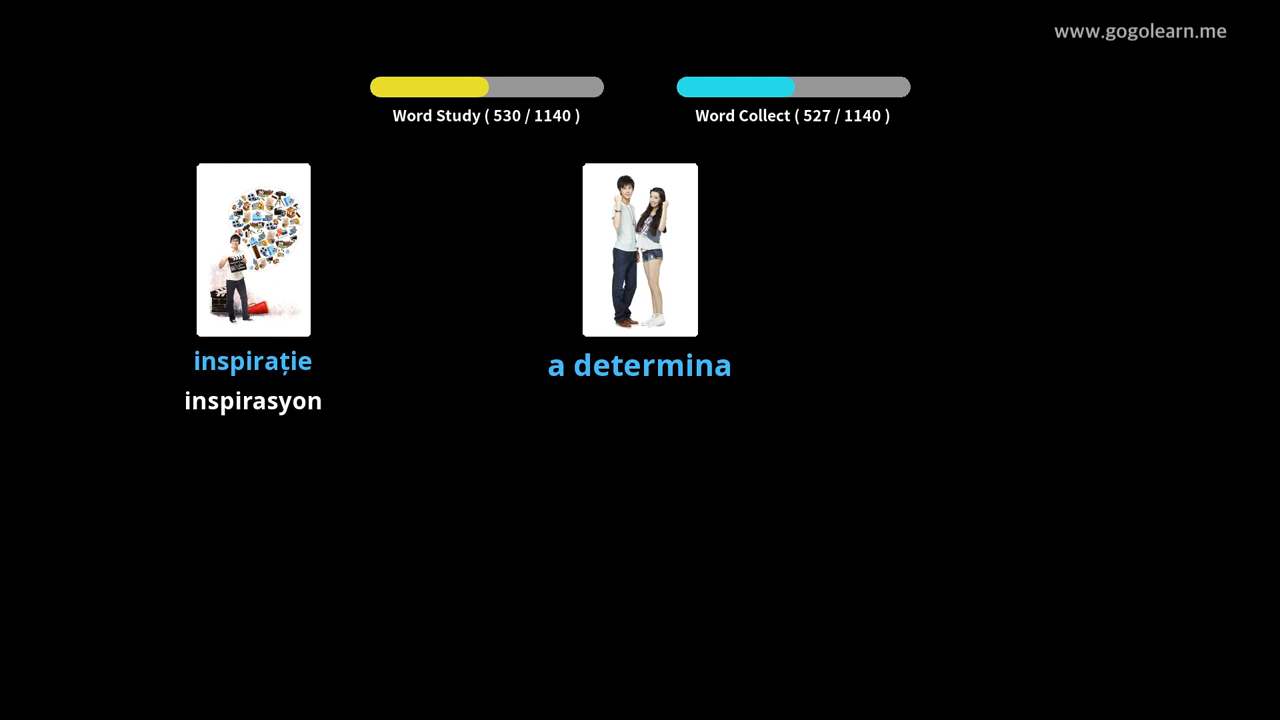 www.gogolearn.me
Word Study ( 530 / 1140 )
Word Collect ( 527 / 1140 )
inspirație
inspirasyon
a determina